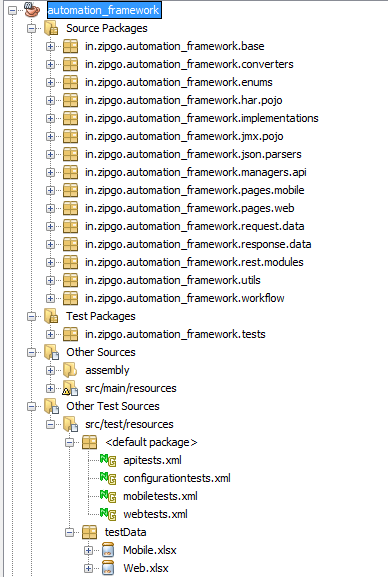 automation_framework
Source Packages
in.zipgo.automation_framework.base
in.zipgo.automation_framework.converters
in.zipgo.automation_framework.enums
in.zipgo.automation_framework.har.pojo
in.zipgo.automation_framework.implementations
in.zipgo.automation_framework.jmx.pojo
in.zipgo.automation_framework.json.parsers
in.zipgo.automation_framework.managers.api
in.zipgo.automation_framework.pages.mobile
in.zipgo.automation_framework.pages.web
in.zipgo.automation_framework.request.data
in.zipgo.automation_framework.response.data
in.zipgo.automation_framework.rest.modules
in.zipgo.automation_framework.utils
in.zipgo.automation_framework.workflow
Test Packages
in.zipgo.automation_framework.tests
Other Sources
assembly
src/main/resources
Other Test Sources
src/test/resources
<default package>
apitests.xml
configurationtests.xml
mobiletests.xml
webtests.xml
testData
Mobile.xlsx
Web.xlsx